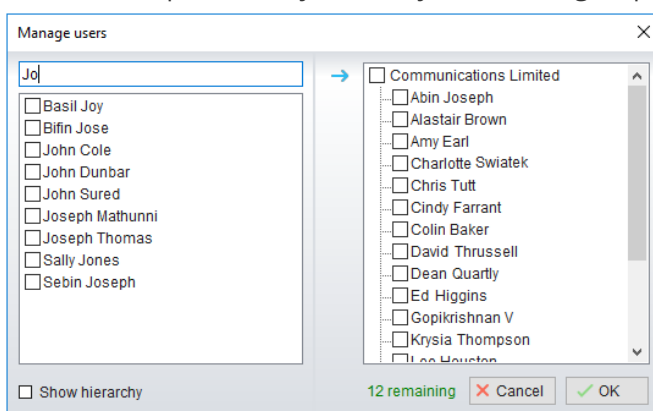 Manage users
Jo
Basil Joy
Bifin Jose
John Cole
John Dunbar
John Sured
Joseph Mathunni
Joseph Thomas
Sally Jones
Sebin Joseph
Show hierarchy
Communications Limited
Abin Joseph
Alastair Brown
Amy Earl
Charlotte Swiatek
Chris Tutt
Cindy Farrant
Colin Baker
David Thrussell
Dean Quartly
Ed Higgins
Gopikrishnan V
Krysia Thompson
12 remaining
Cancel
OK